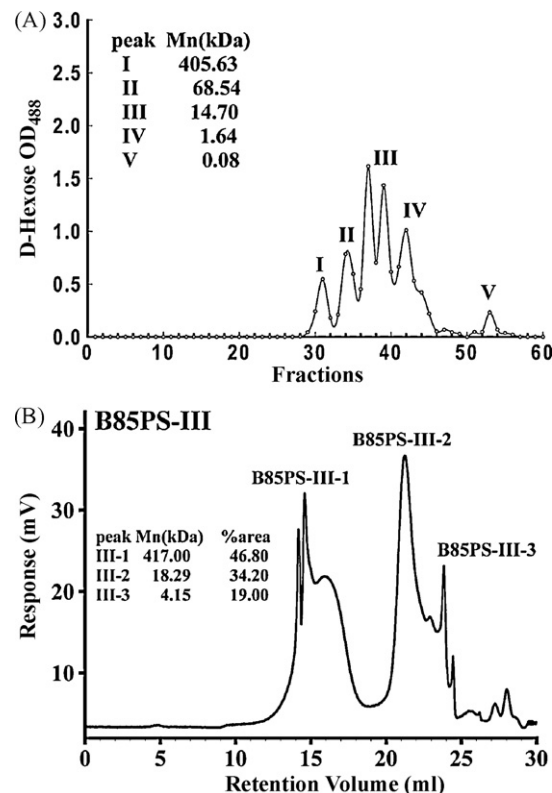 (A)
3.0
2.5
2.0
1.5
1.0
0.5
0.0
D-Hexose OD488
peak Mn(kDa)
I 405.63
II 68.54
III 14.70
IV 1.64
V 0.08
I
II
III
IV
V
0 10 20 30 40 50 60
Fractions
(B)
B85PS-III
40
30
20
10
Response (mV)
B85PS-III-1
B85PS-III-2
B85PS-III-3
peak Mn(kDa) %area
III-1 417.00 46.80
III-2 18.29 34.20
III-3 4.15 19.00
0 5 10 15 20 25 30
Retention Volume (ml)